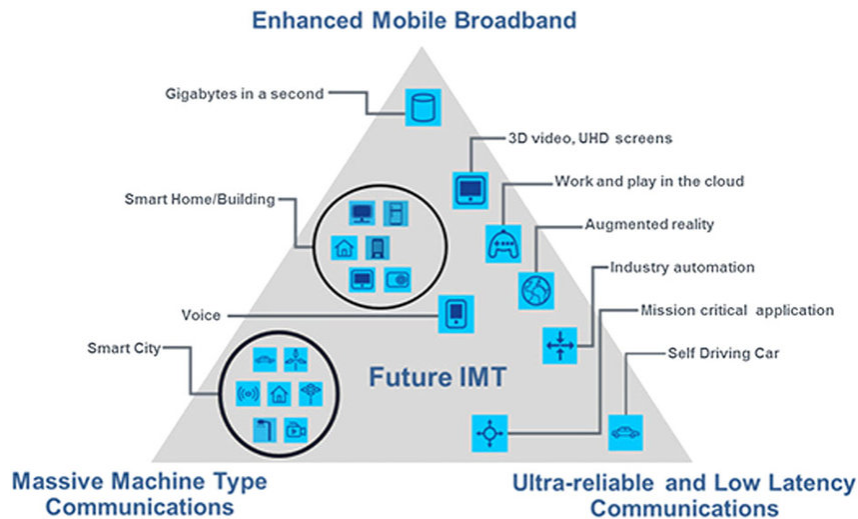 Enhanced Mobile Broadband
Gigabytes in a second
3D video, UHD screens
Smart Home/Building
Work and play in the cloud
Augmented reality
Industry automation
Voice
Mission critical application
Smart City
Self Driving Car
Future IMT
Massive Machine Type
Communications
Ultra-reliable and Low Latency
Communications